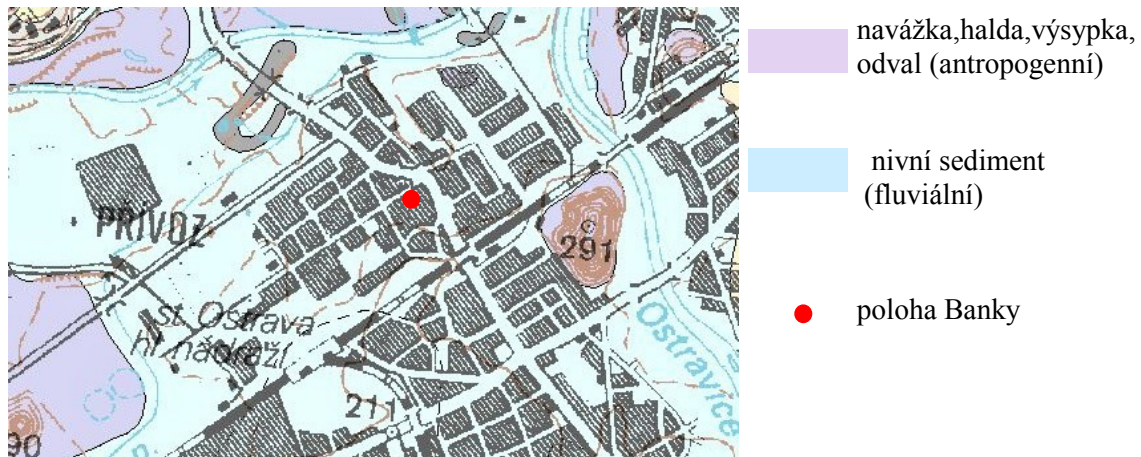 PŘÍVOZ
st. Ostrava
hl. nádraží
211
291
Ostravice
90
navážka,halda,výsypka,
odval (antropogenní)
nivní sediment
(fluviální)
poloha Banky